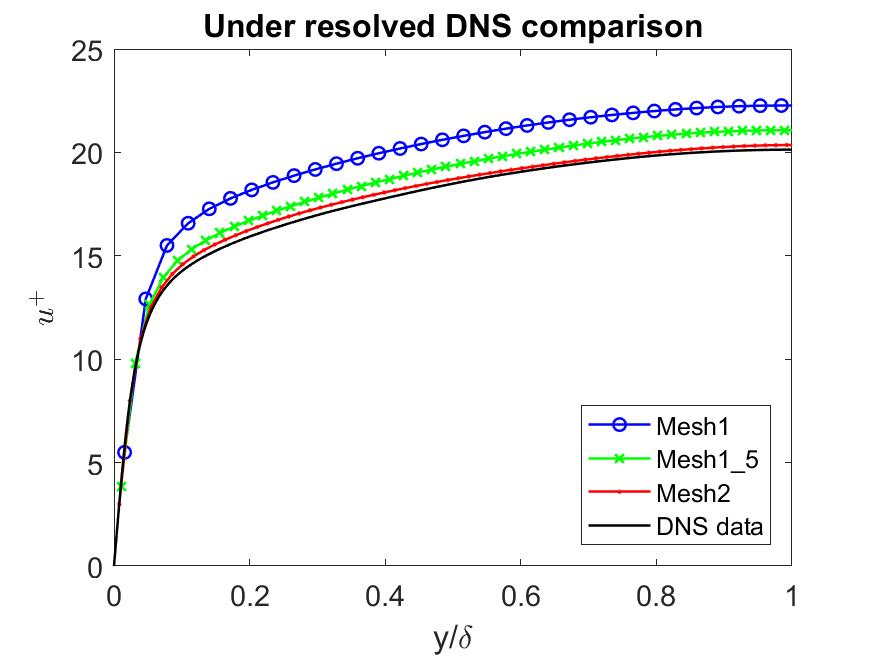 Under resolved DNS comparison
25
20
15
10
5
0
u+
0 0.2 0.4 0.6 0.8 1
y/δ
Mesh1
Mesh1_5
Mesh2
DNS data